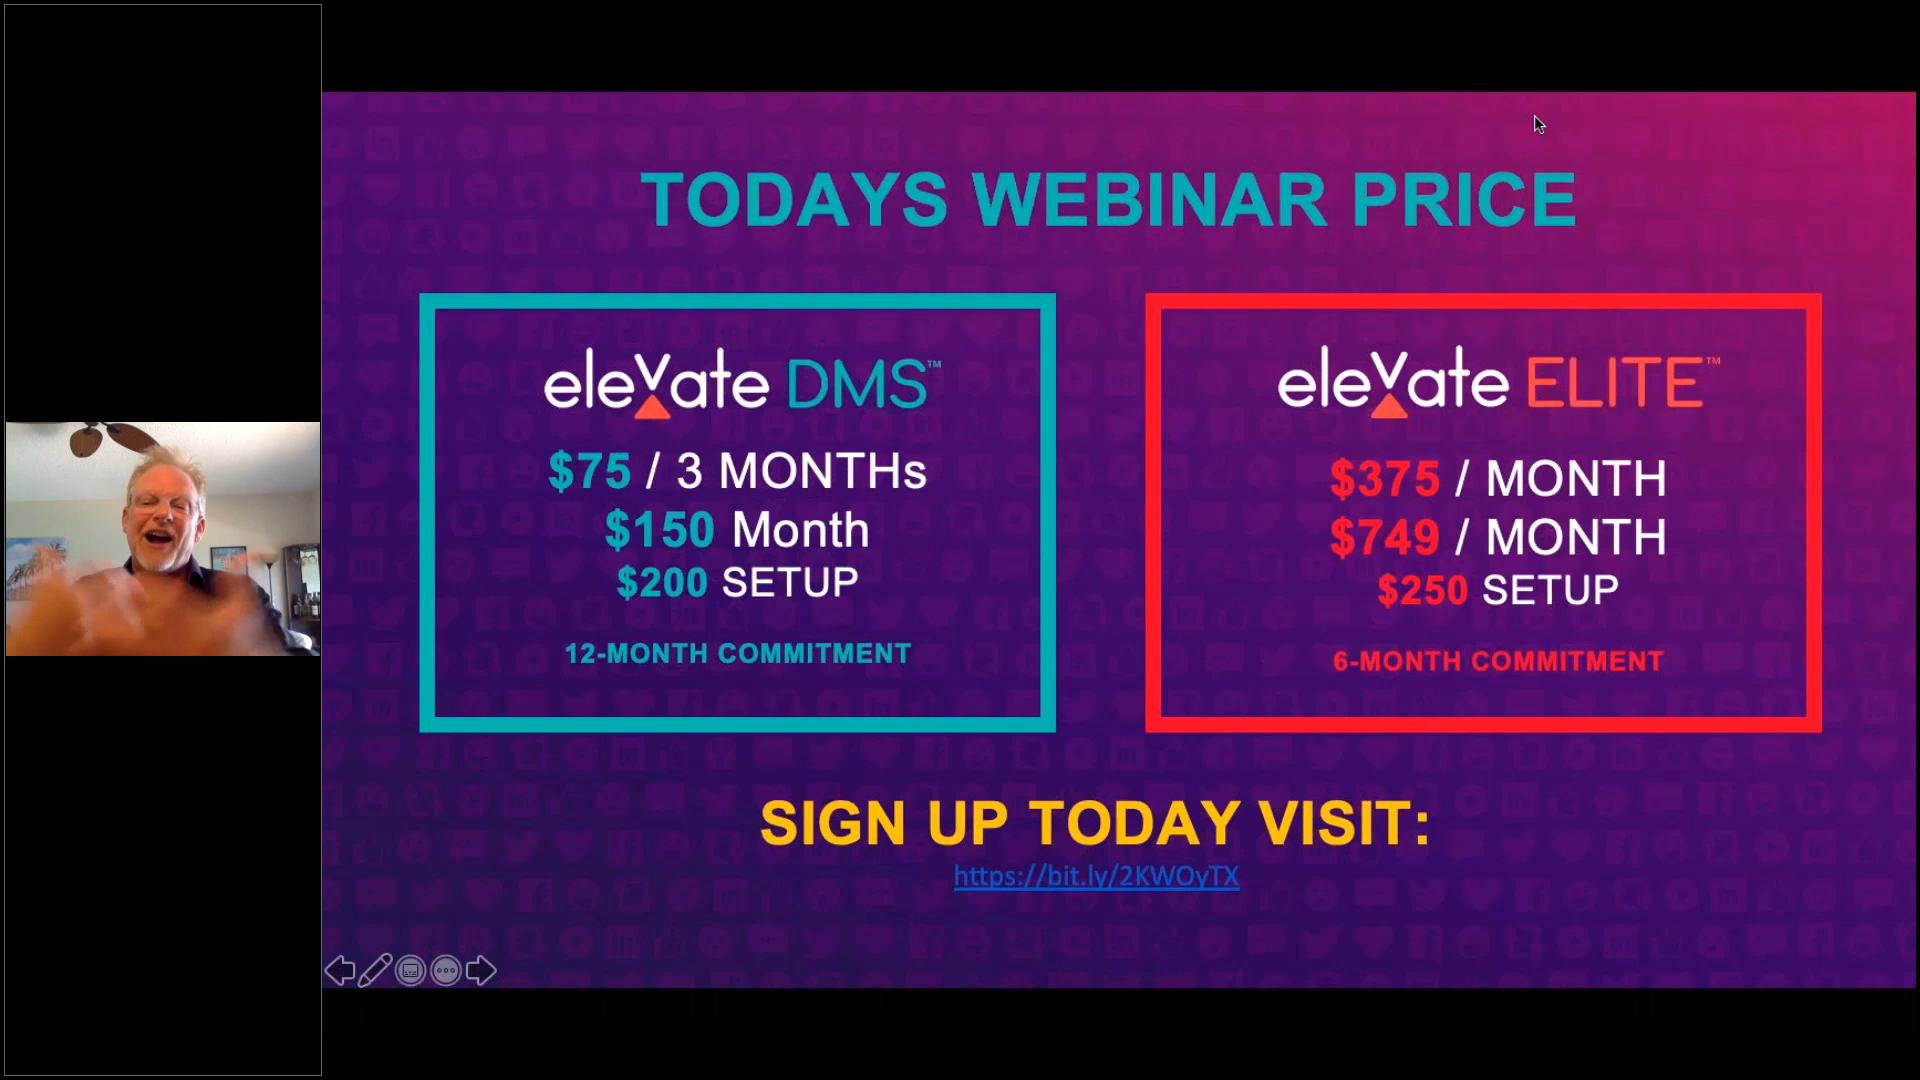 TODAYS WEBINAR PRICE
elevate DMS™
$75 / 3 MONTHs
$150 Month
$200 SETUP
12-MONTH COMMITMENT
elevate ELITE™
$375 / MONTH
$749 / MONTH
$250 SETUP
6-MONTH COMMITMENT
SIGN UP TODAY VISIT:
https://bit.ly/2KWOyTX